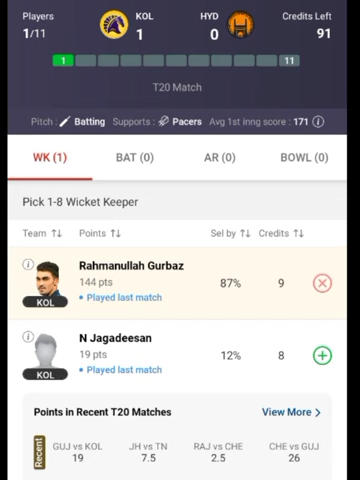 Players KOL HYD Credits Left
1/11 1 0 91
1 11
T20 Match
Pitch : Batting Supports : Pacers Avg 1st inng score : 171 i
WK (1) BAT (0) AR (0) BOWL (0)
Pick 1-8 Wicket Keeper
Team ↑↓ Points ↑↓ Sel by ↑↓ Credits ↑↓
i Rahmanullah Gurbaz
144 pts 87% 9
• Played last match
KOL
i N Jagadeesan
19 pts 12% 8
• Played last match
KOL
Points in Recent T20 Matches View More >
Recent
GUJ vs KOL JH vs TN RAJ vs CHE CHE vs GUJ
19 7.5 2.5 26